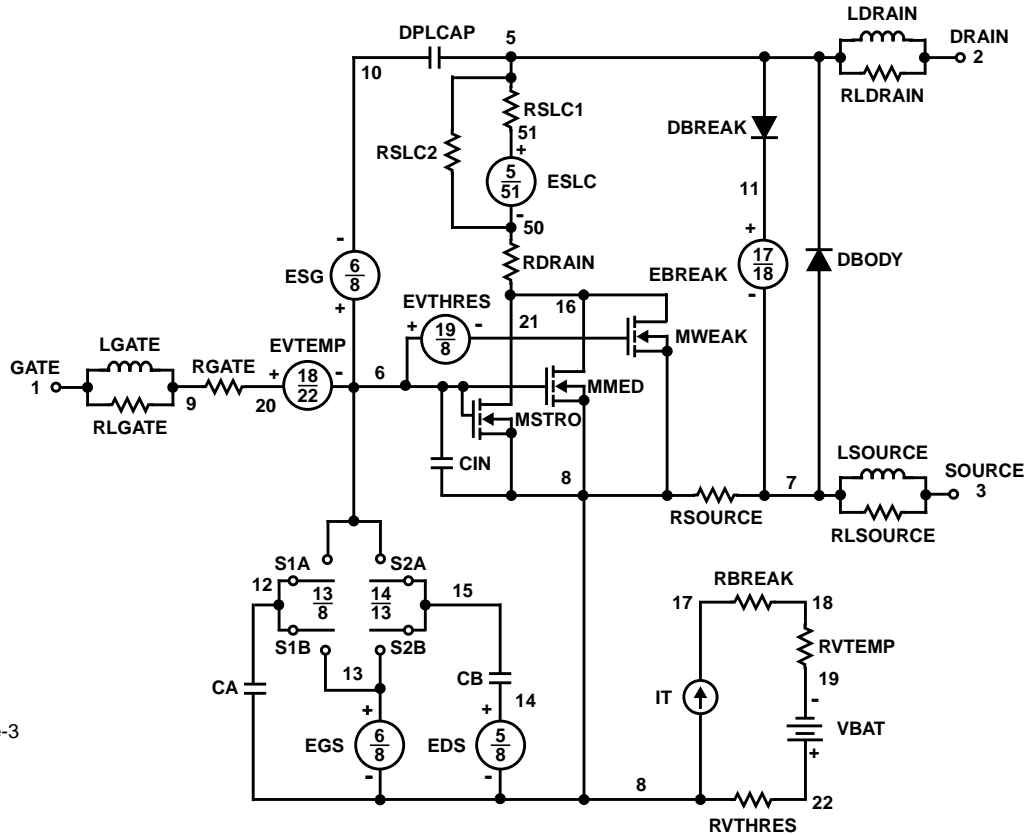 LDRAIN
DPLCAP 5 DRAIN
2
10
RLDRAIN
RSLC1
51
DBREAK
+
RSLC2
5
51
ESLC
11
-
50
+
-
17
18
DBODY
RDRAIN
EBREAK
6
8
ESG
-
EVTHRES
16
+
21
+ 19
8 -
MWEAK
LGATE
EVTEMP
GATE
1
RGATE
+ 18
22 -
6
MMED
9
20
MSTRO
RLGATE
LSOURCE
CIN
8
7
SOURCE
3
RSOURCE
RLSOURCE
S1A S2A
12
13
8
14
13
15
RBREAK
17 18
S1B S2B
RVTEMP
13
CB
19
CA
14
IT
-
+ +
VBAT
e-3
EGS 6
8
EDS 5
8
+
- -
8
22
RVTHRES